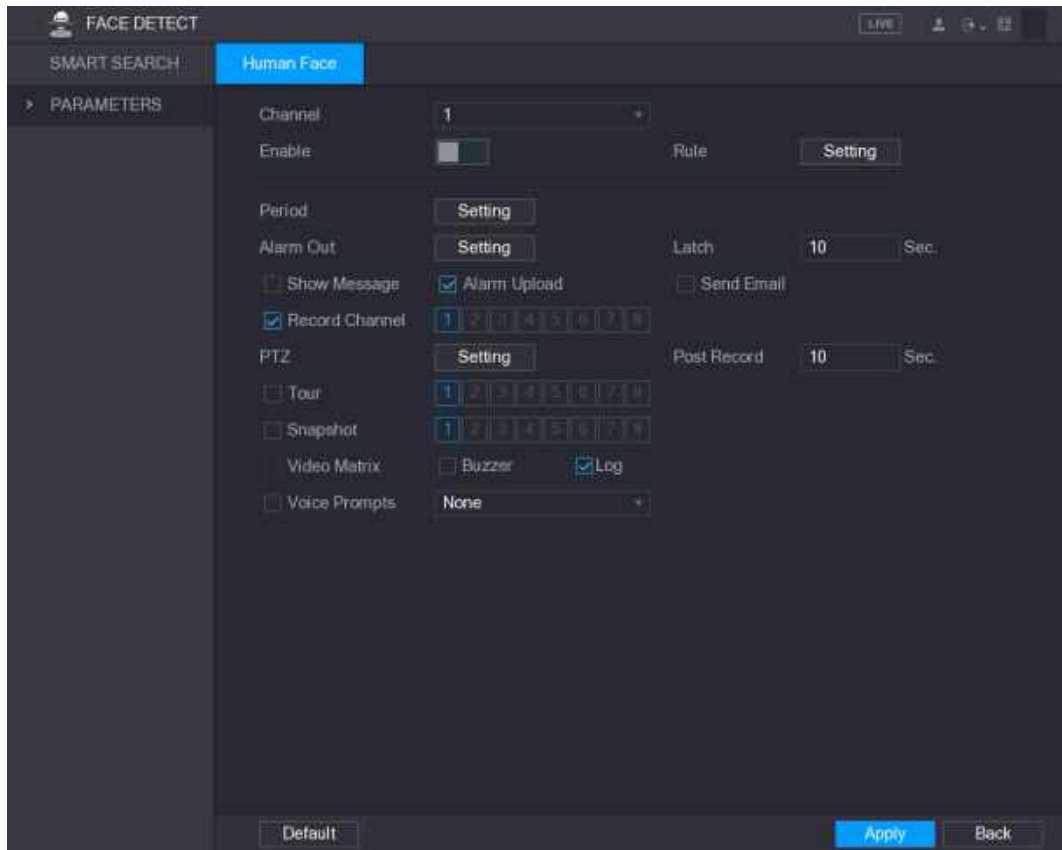 FACE DETECT LIVE
SMART SEARCH Human Face
PARAMETERS
Channel 1
Enable Rule Setting
Period Setting
Alarm Out Setting Latch 10 Sec.
Show Message Alarm Upload Send Email
Record Channel 1 2 3 4 5 6 7 8
PTZ Setting Post Record 10 Sec.
Tour 1 2 3 4 5 6 7 8
Snapshot 1 2 3 4 5 6 7 8
Video Matrix Buzzer Log
Voice Prompts None
Default Apply Back